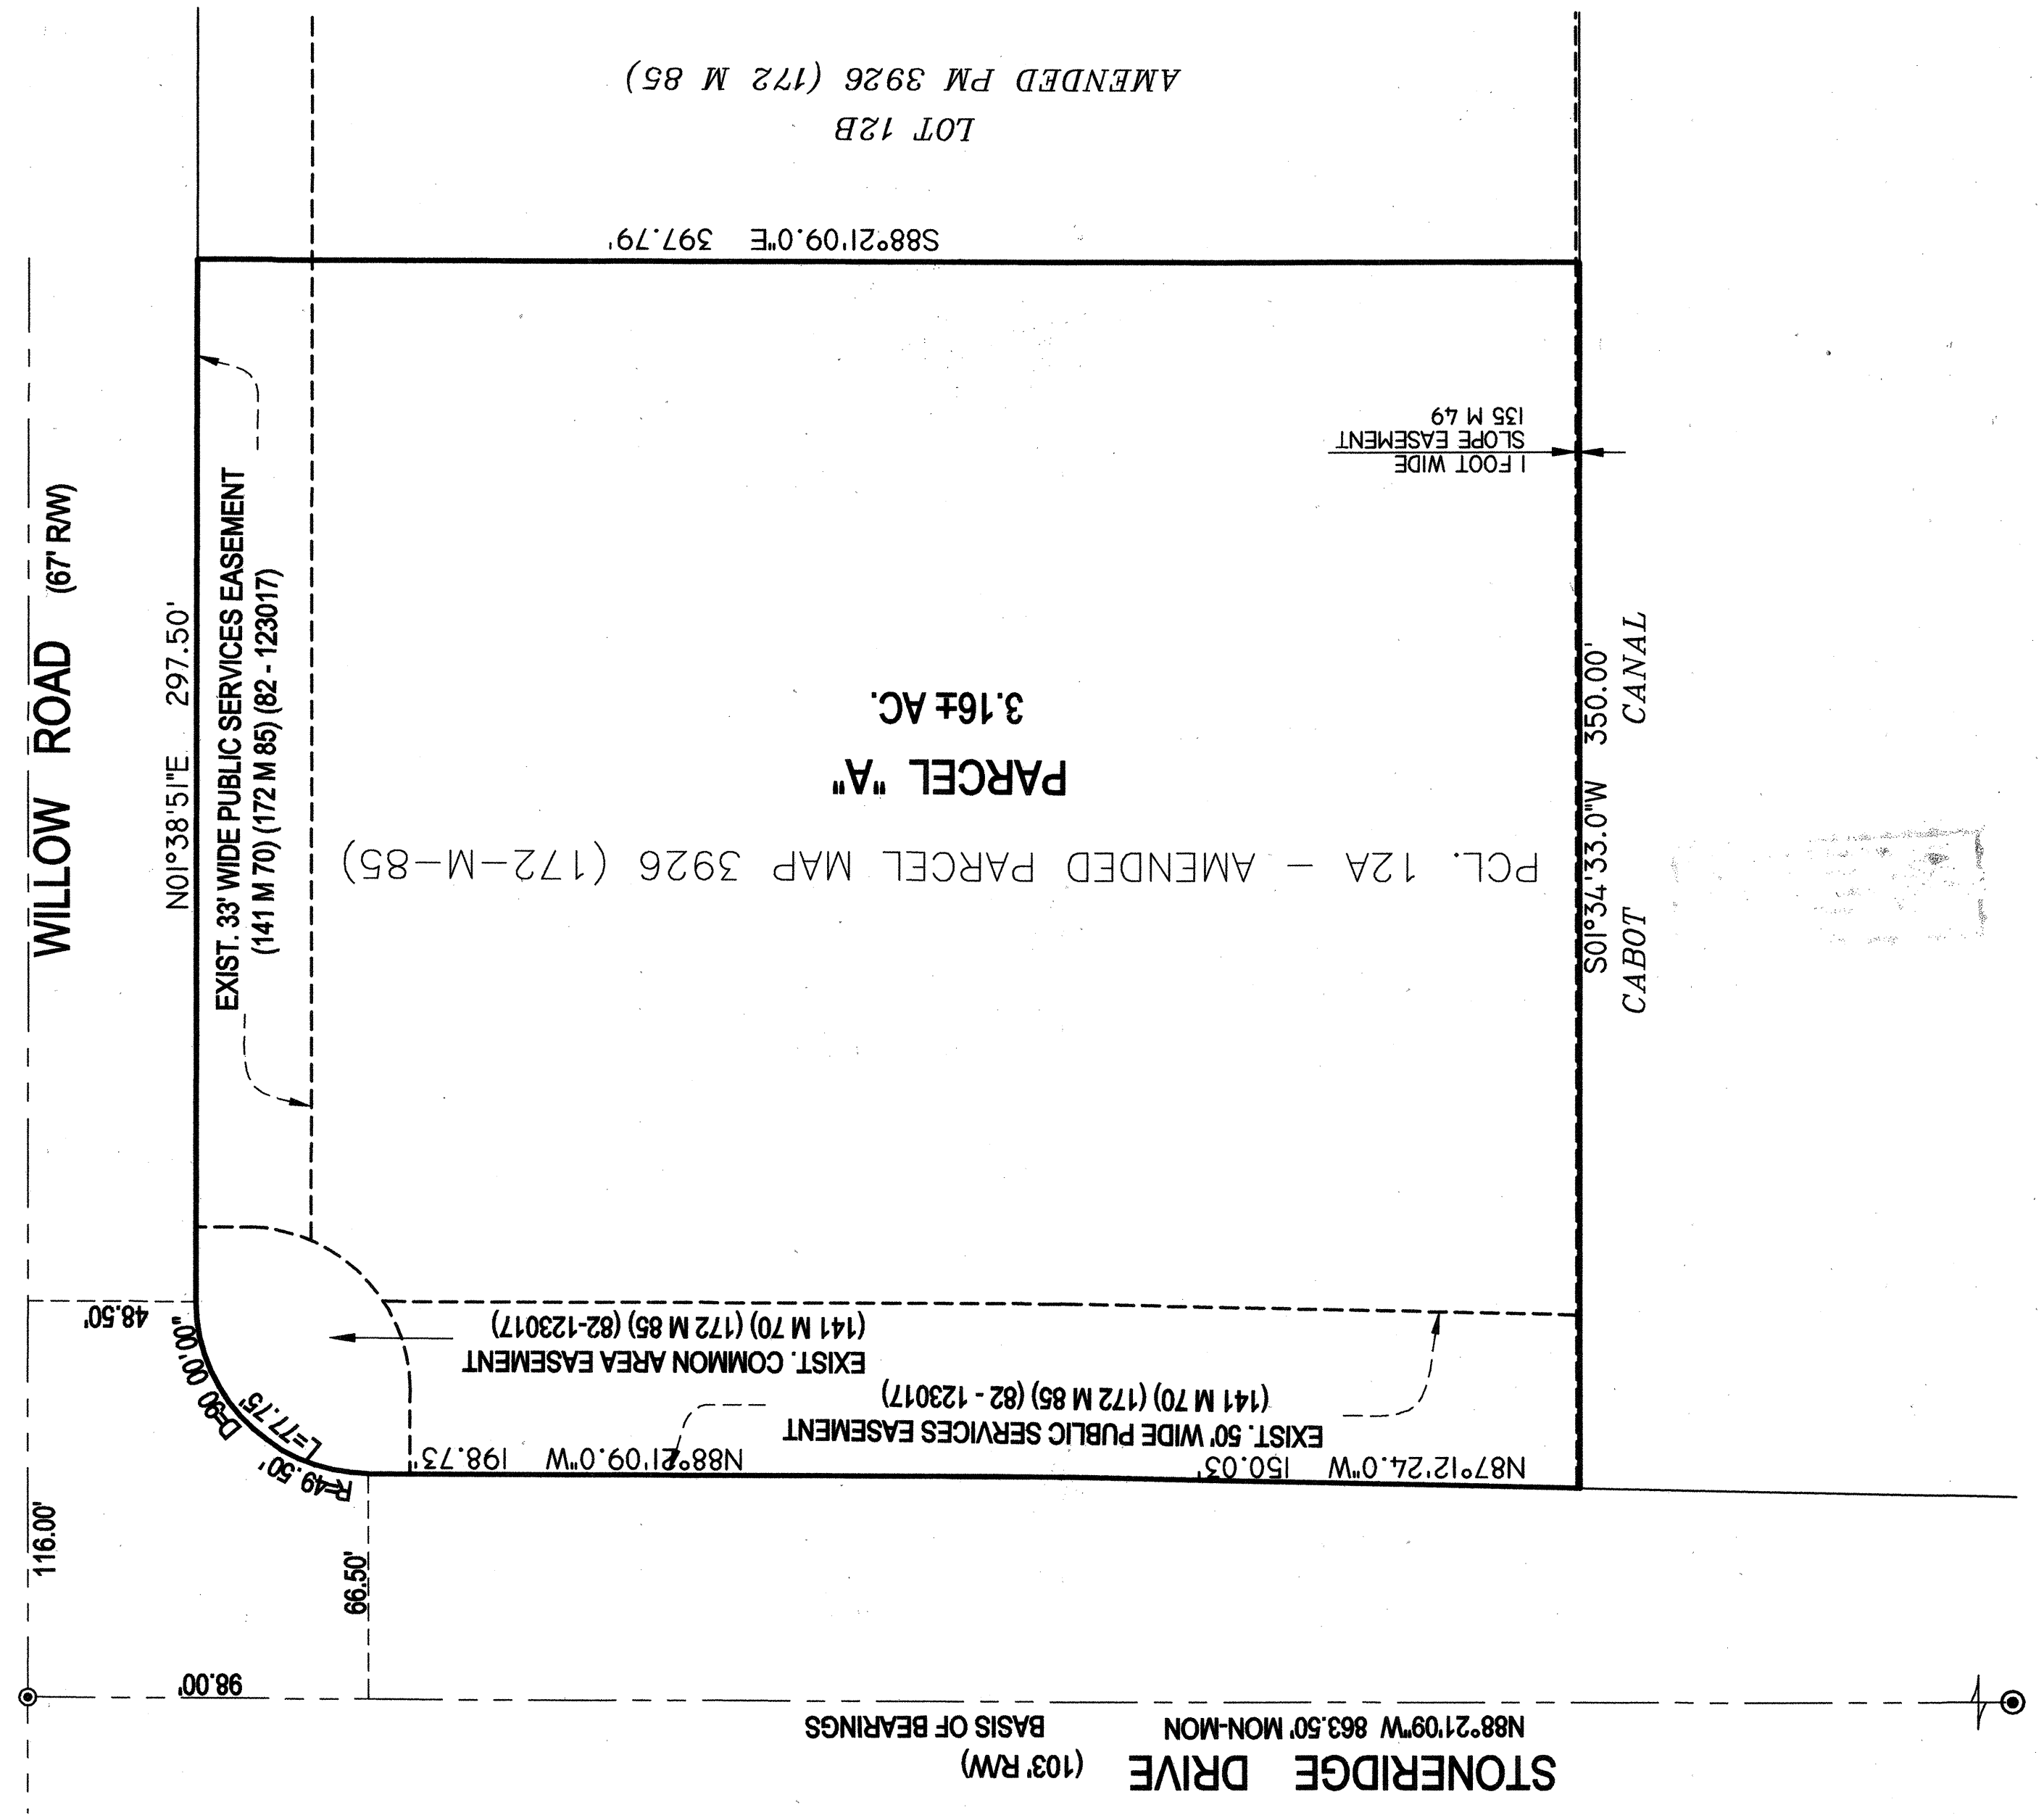 STONERIDGE DRIVE (103' R/W)
N88°21'09"W 863.50' MON-MON BASIS OF BEARINGS
98.00'
66.50'
116.00'
N87°12'24.0"W 150.03'
N88°21'09.0"W 198.73'
R=49.50'
L=77.75'
D=90 00' 00"
48.50'
EXIST. 50' WIDE PUBLIC SERVICES EASEMENT
(141 M 70) (172 M 85) (82 - 123017)
EXIST. COMMON AREA EASEMENT
(141 M 70) (172 M 85) (82-123017)
PCL. 12A - AMENDED PARCEL MAP 3926 (172-M-85)
PARCEL "A"
3.16± AC.
S01°34'33.0"W 350.00'
CABOT CANAL
WILLOW ROAD (67' R/W)
N01°38'51"E 297.50'
EXIST. 33' WIDE PUBLIC SERVICES EASEMENT
(141 M 70) (172 M 85) (82 - 123017)
1 FOOT WIDE
SLOPE EASEMENT
135 M 49
S88°21'09.0"E 397.79'
LOT 12B
AMENDED PM 3926 (172 M 85)